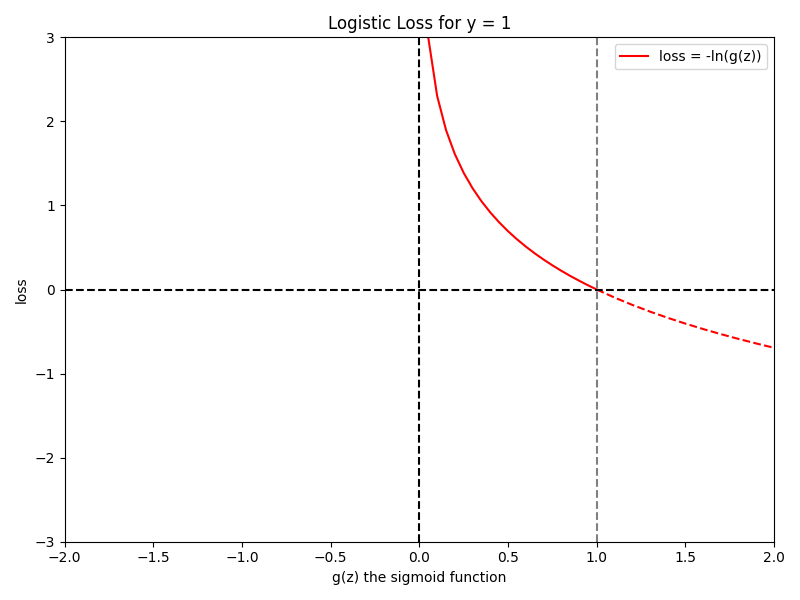 Logistic Loss for y = 1
loss = -ln(g(z))
3
2
1
0
−1
−2
−3
loss
−2.0 −1.5 −1.0 −0.5 0.0 0.5 1.0 1.5 2.0
g(z) the sigmoid function